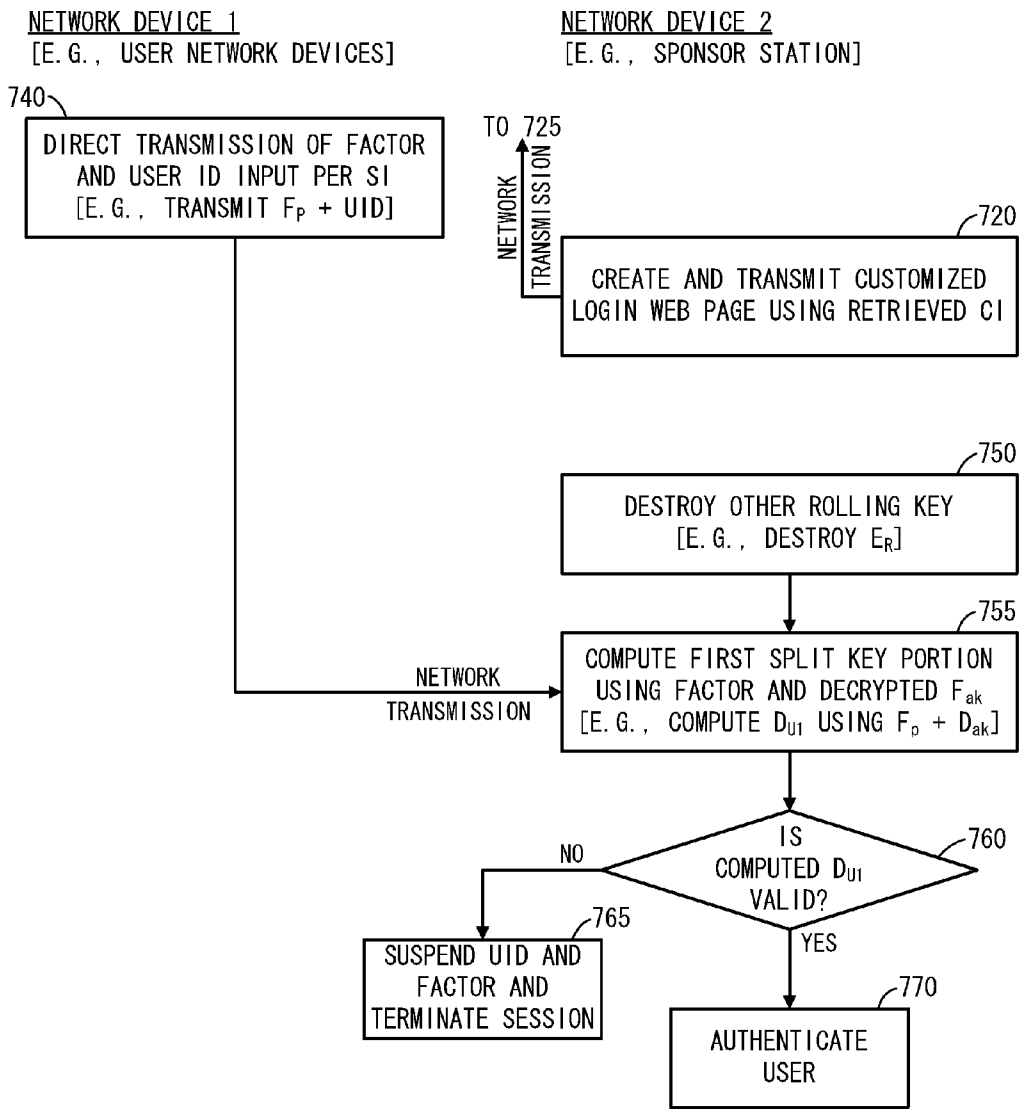 NETWORK DEVICE 1
[E.G., USER NETWORK DEVICES]
NETWORK DEVICE 2
[E.G., SPONSOR STATION]
740
DIRECT TRANSMISSION OF FACTOR
AND USER ID INPUT PER SI
[E.G., TRANSMIT FP + UID]
TO 725
NETWORK
TRANSMISSION
720
CREATE AND TRANSMIT CUSTOMIZED
LOGIN WEB PAGE USING RETRIEVED CI
750
DESTROY OTHER ROLLING KEY
[E.G., DESTROY ER]
755
COMPUTE FIRST SPLIT KEY PORTION
USING FACTOR AND DECRYPTED Fak
[E.G., COMPUTE DU1 USING Fp + Dak]
NETWORK
TRANSMISSION
760
IS
COMPUTED DU1
VALID?
NO
YES
765
SUSPEND UID AND
FACTOR AND
TERMINATE SESSION
770
AUTHENTICATE
USER